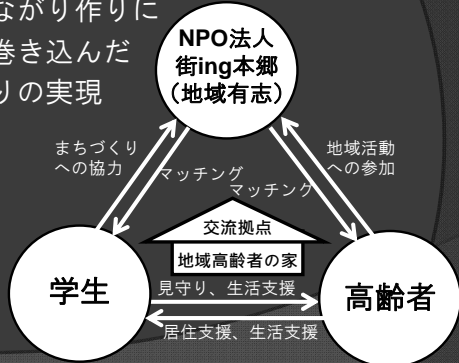 ながり作りに
巻き込んだ
りの実現
NPO法人
街ing本郷
（地域有志）
まちづくり
への協力
マッチング
マッチング
地域活動
への参加
交流拠点
地域高齢者の家
学生
見守り、生活支援
居住支援、生活支援
高齢者